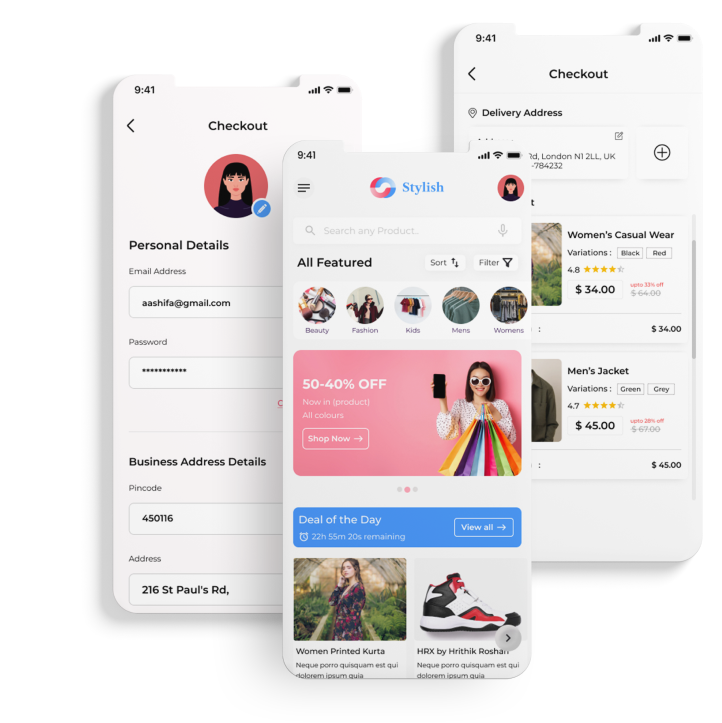 9:41
Checkout
Personal Details
Email Address
aashifa@gmail.com
Password
***********
Business Address Details
Pincode
450116
Address
216 St Paul's Rd,
9:41
Stylish
Search any Product..
All Featured
Sort
Filter
Beauty
Fashion
Kids
Mens
Womens
50-40% OFF
Now in (product)
All colours
Shop Now →
Deal of the Day
22h 55m 20s remaining
View all →
Women Printed Kurta
Neque porro quisquam est qui
dolorem ipsum quia
HRX by Hrithik Roshan
Neque porro quisquam est qui
dolorem ipsum quia
9:41
Checkout
Delivery Address
Rd, London N1 2LL, UK
-784232
Women's Casual Wear
Variations : Black Red
4.8
$ 34.00
upto 33% off
$ 64.00
: $ 34.00
Men's Jacket
Variations : Green Grey
4.7
$ 45.00
upto 28% off
$ 67.00
: $ 45.00